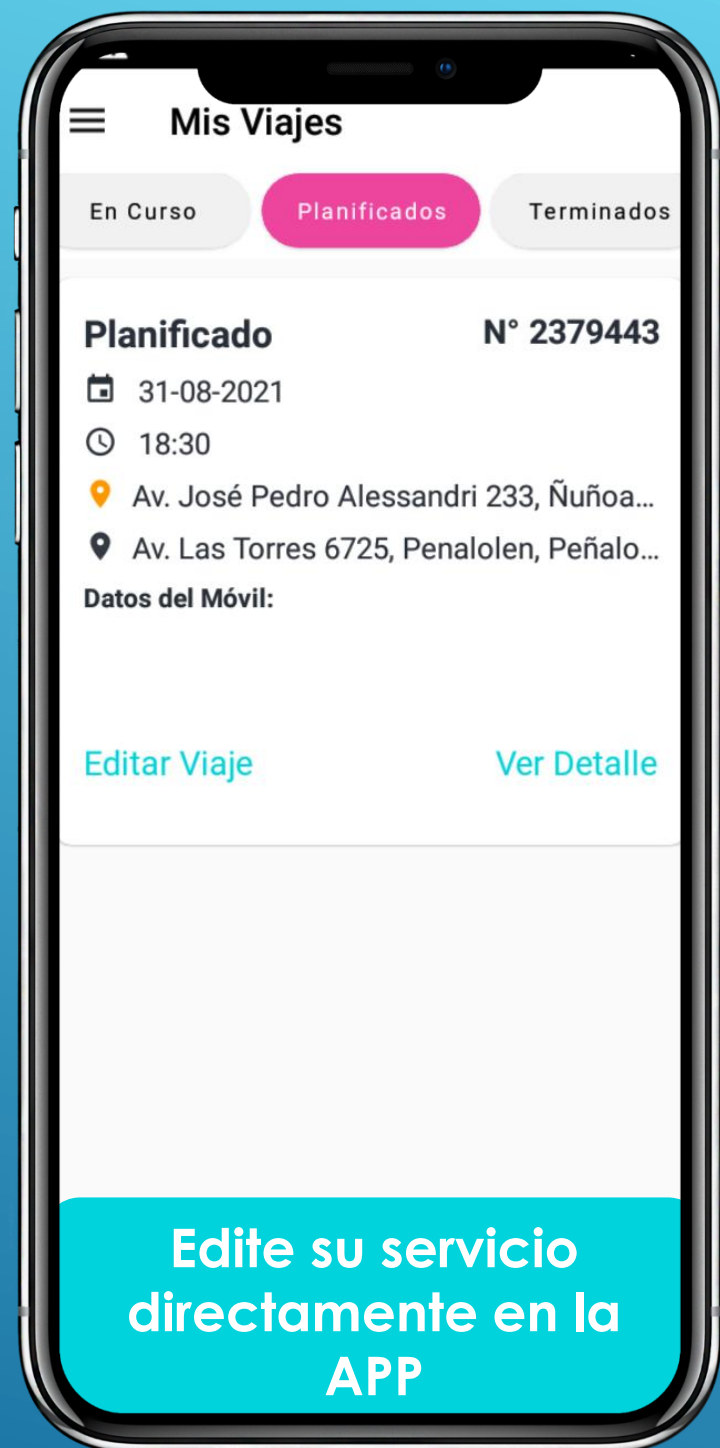 Mis Viajes
En Curso Planificados Terminados
Planificado N° 2379443
31-08-2021
18:30
Av. José Pedro Alessandri 233, Ñuñoa...
Av. Las Torres 6725, Penalolen, Peñalo...
Datos del Móvil:
Editar Viaje Ver Detalle
Edite su servicio
directamente en la
APP